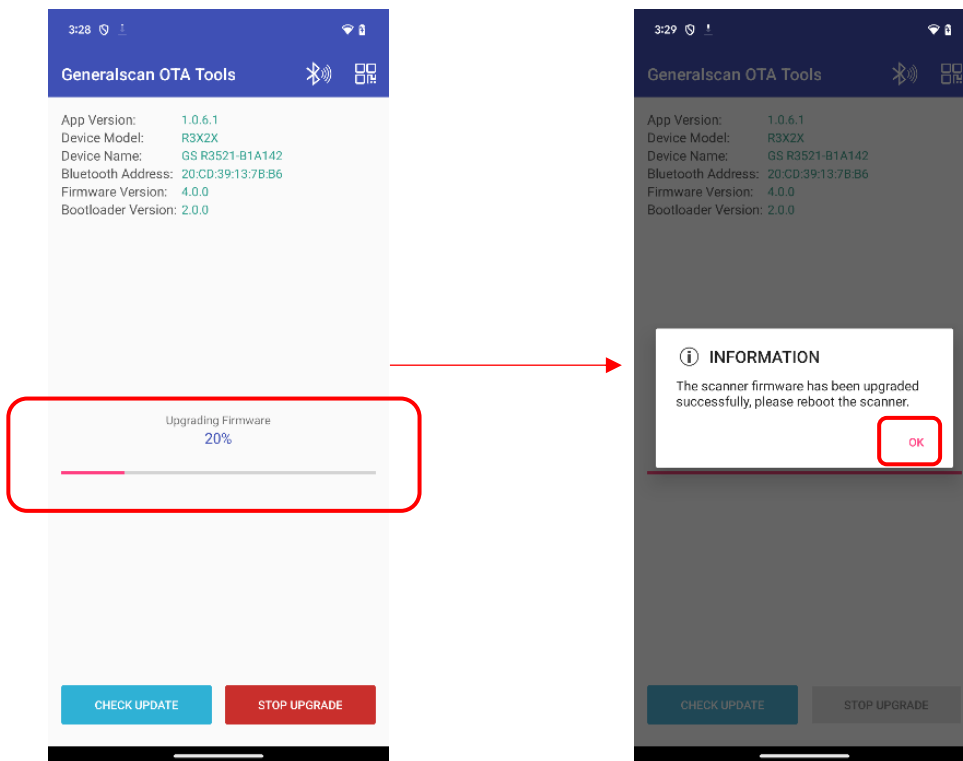 3:28
Generalscan OTA Tools
App Version: 1.0.6.1
Device Model: R3X2X
Device Name: GS R3521-B1A142
Bluetooth Address: 20:CD:39:13:7B:B6
Firmware Version: 4.0.0
Bootloader Version: 2.0.0
Upgrading Firmware
20%
CHECK UPDATE
STOP UPGRADE
3:29
Generalscan OTA Tools
App Version: 1.0.6.1
Device Model: R3X2X
Device Name: GS R3521-B1A142
Bluetooth Address: 20:CD:39:13:7B:B6
Firmware Version: 4.0.0
Bootloader Version: 2.0.0
INFORMATION
The scanner firmware has been upgraded
successfully, please reboot the scanner.
OK
CHECK UPDATE
STOP UPGRADE